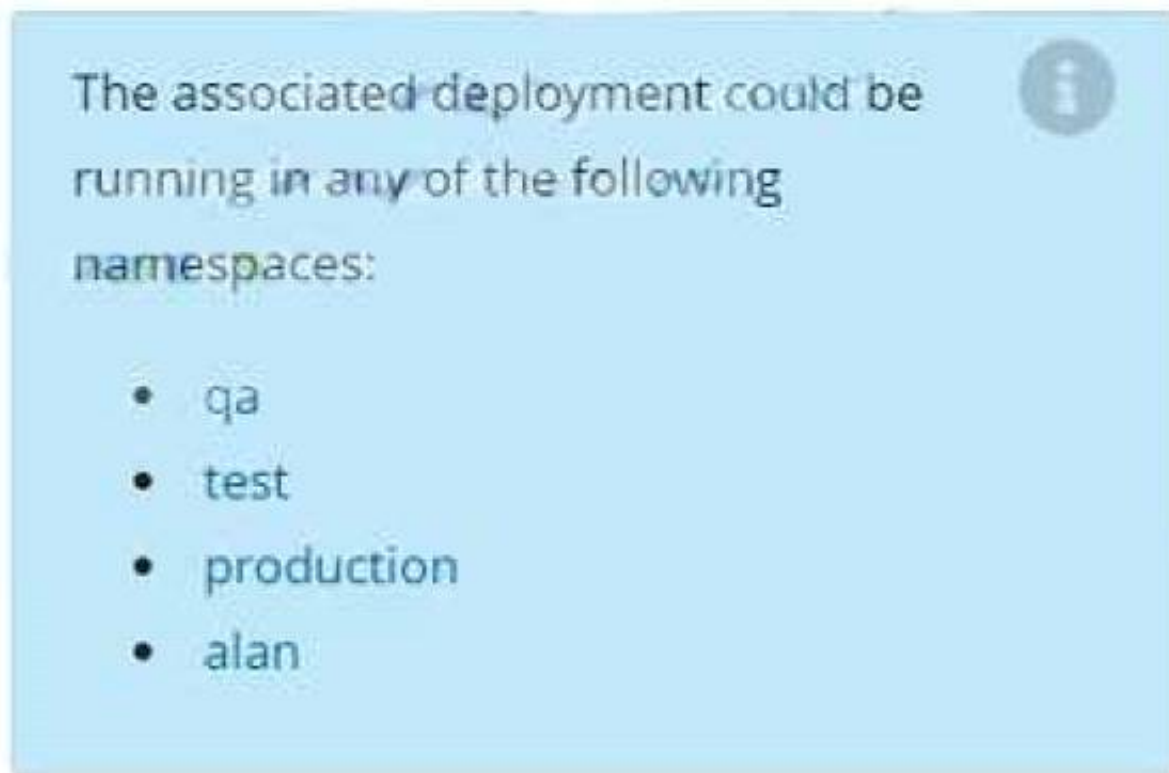 The associated deployment could be
running in any of the following
namespaces:
• qa
• test
• production
• alan